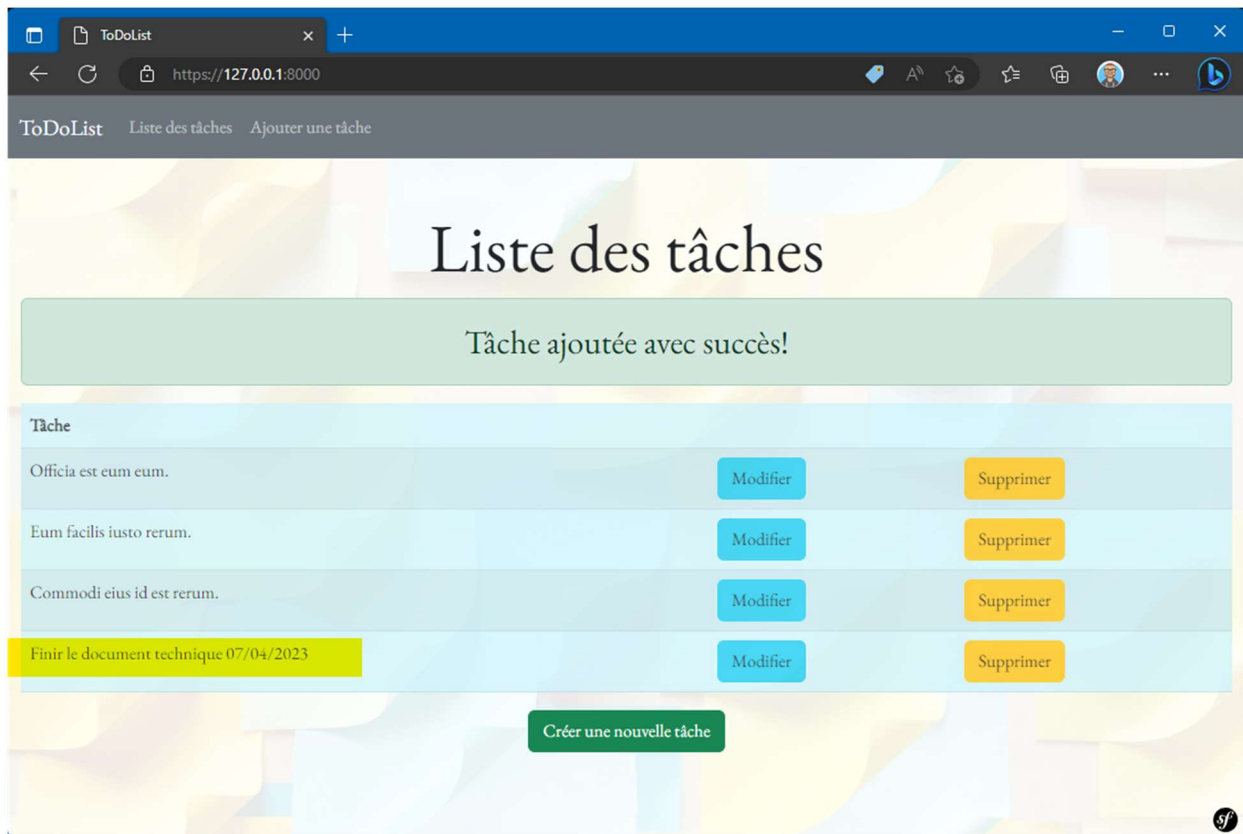 ToDoList
https://127.0.0.1:8000
ToDoList Liste des tâches Ajouter une tâche
Liste des tâches
Tâche ajoutée avec succès!
Tâche
Officia est eum eum. Modifier Supprimer
Eum facilis iusto rerum. Modifier Supprimer
Commodi eius id est rerum. Modifier Supprimer
Finir le document technique 07/04/2023 Modifier Supprimer
Créer une nouvelle tâche
sf